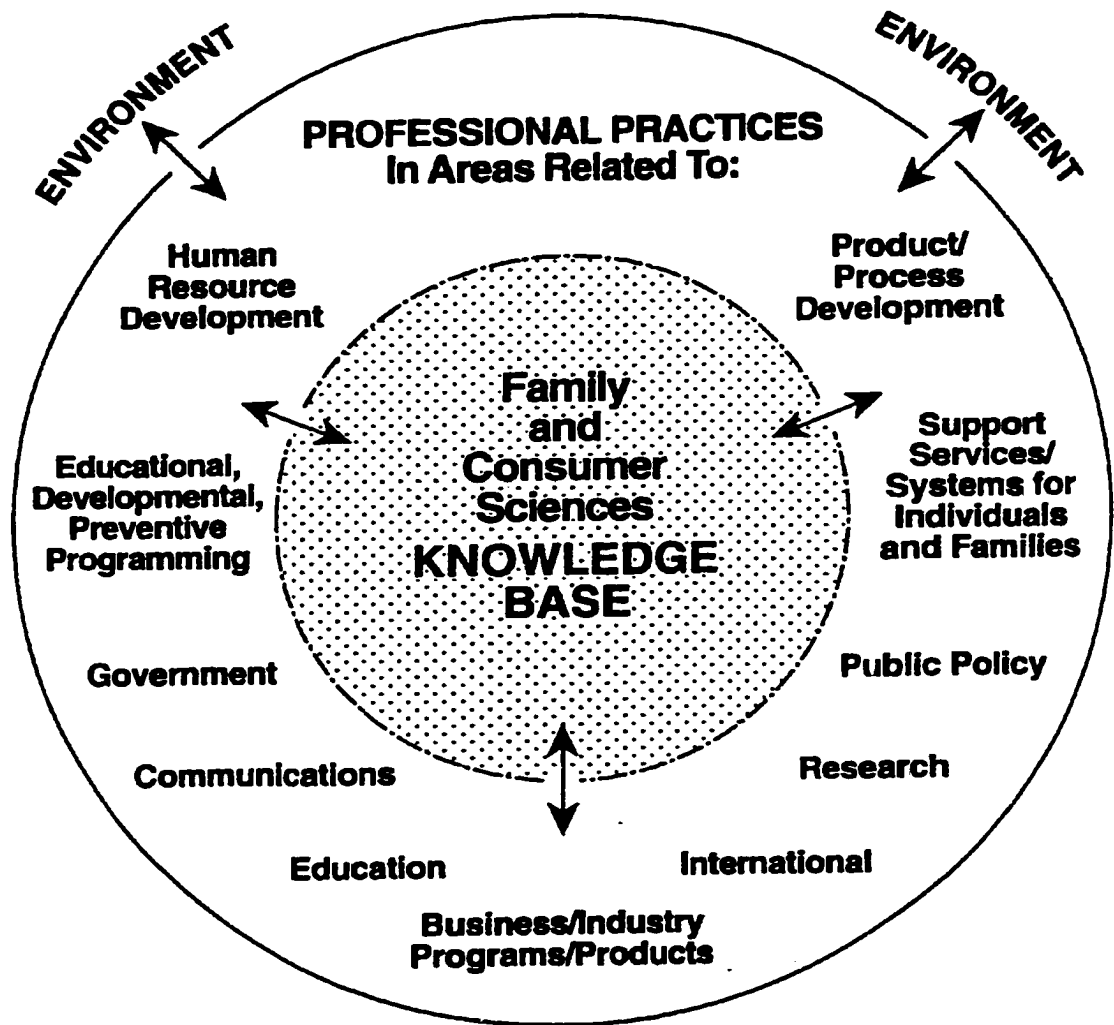 ENVIRONMENT
ENVIRONMENT
PROFESSIONAL PRACTICES
In Areas Related To:
Human
Resource
Development
Product/
Process
Development
Family
and
Consumer
Sciences
KNOWLEDGE
BASE
Educational,
Developmental,
Preventive
Programming
Support
Services/
Systems for
Individuals
and Families
Government
Public Policy
Communications
Research
Education
International
Business/Industry
Programs/Products